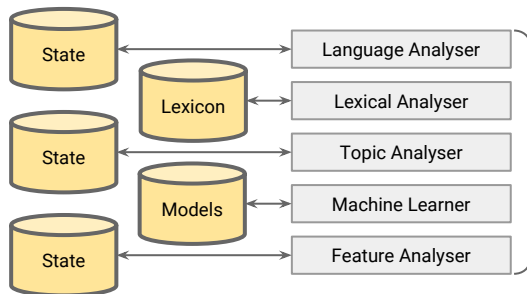 State
Language Analyser
Lexicon
Lexical Analyser
State
Topic Analyser
Models
Machine Learner
State
Feature Analyser